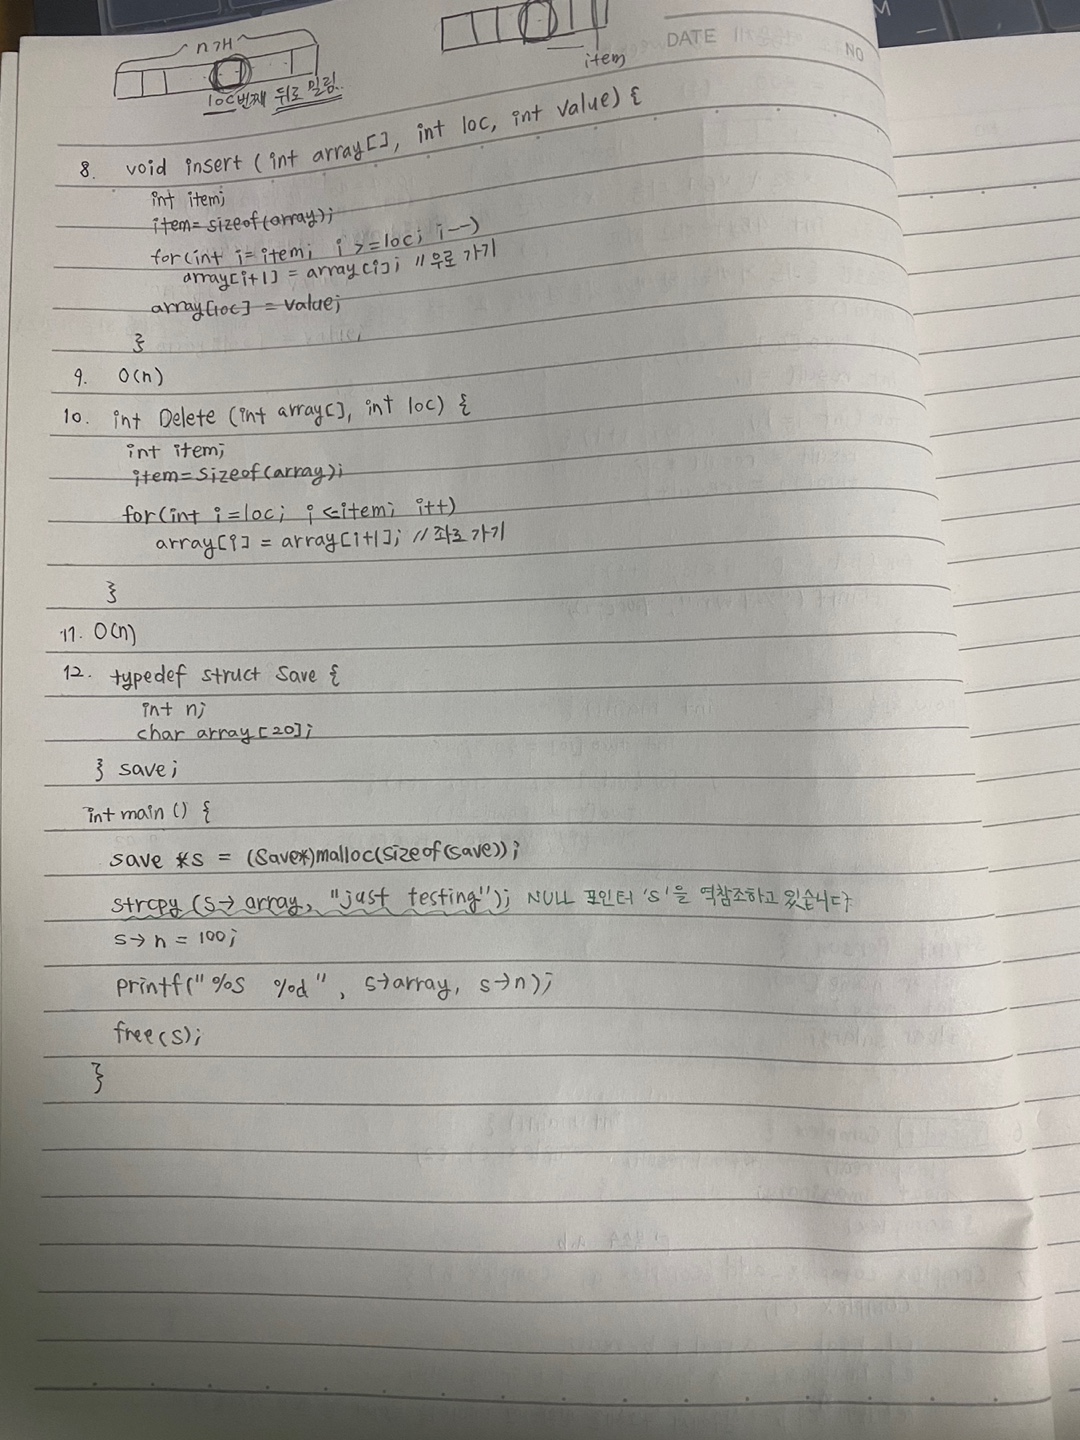 n개
loc번째 뒤로 밀림..
item
DATE
NO
8. void insert (int array[], int loc, int value) {
int item;
item= sizeof(array);
for(int i=item; i>=loc; i--)
array[i+1] = array[i]; //우로 가기
array[loc] = value;
}
9. O(n)
10. int Delete (int array[], int loc) {
int item;
item=sizeof(array);
for(int i=loc; i<=item; i++)
array[i] = array[i+1]; //좌로 가기
}
11. O(n)
12. typedef struct Save {
int n;
char array[20];
} save;
int main () {
save *s = (Save*)malloc(sizeof(save));
strcpy (s→array, "just testing"); NULL 포인터 's'을 역참조하고 있습니다
s→n = 100;
printf("%s %d", s→array, s→n);
free(s);
}